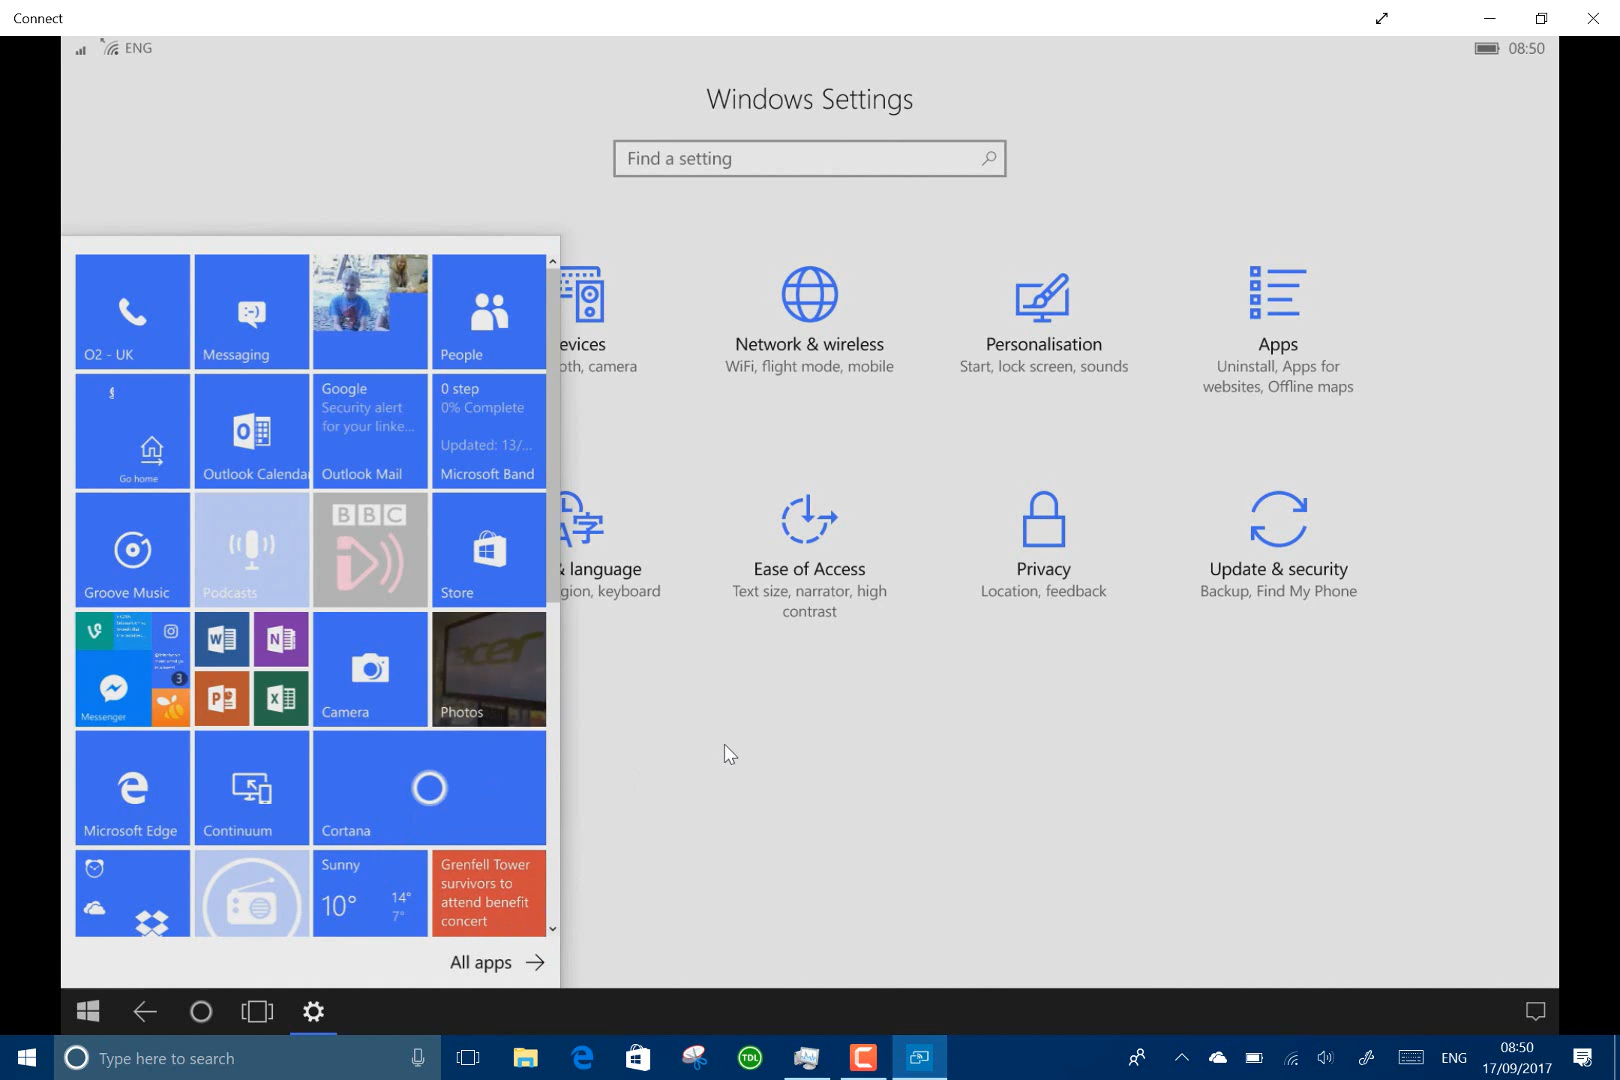 Connect
ENG
08:50
Windows Settings
Find a setting
O2 - UK
Messaging
People
evices
oth, camera
Network & wireless
WiFi, flight mode, mobile
Personalisation
Start, lock screen, sounds
Apps
Uninstall, Apps for
websites, Offline maps
Go home
Outlook Calenda
Google
Security alert
for your linke...
Outlook Mail
0 step
0% Complete
Updated: 13/...
Microsoft Band
Groove Music
Podcasts
BBC
Store
& language
gion, keyboard
Ease of Access
Text size, narrator, high
contrast
Privacy
Location, feedback
Update & security
Backup, Find My Phone
3
Messenger
W
N
P
X
Camera
acer
Photos
Microsoft Edge
Continuum
Cortana
Sunny
10°
14°
7°
Grenfell Tower
survivors to
attend benefit
concert
All apps
Type here to search
TDL
ENG
08:50
17/09/2017